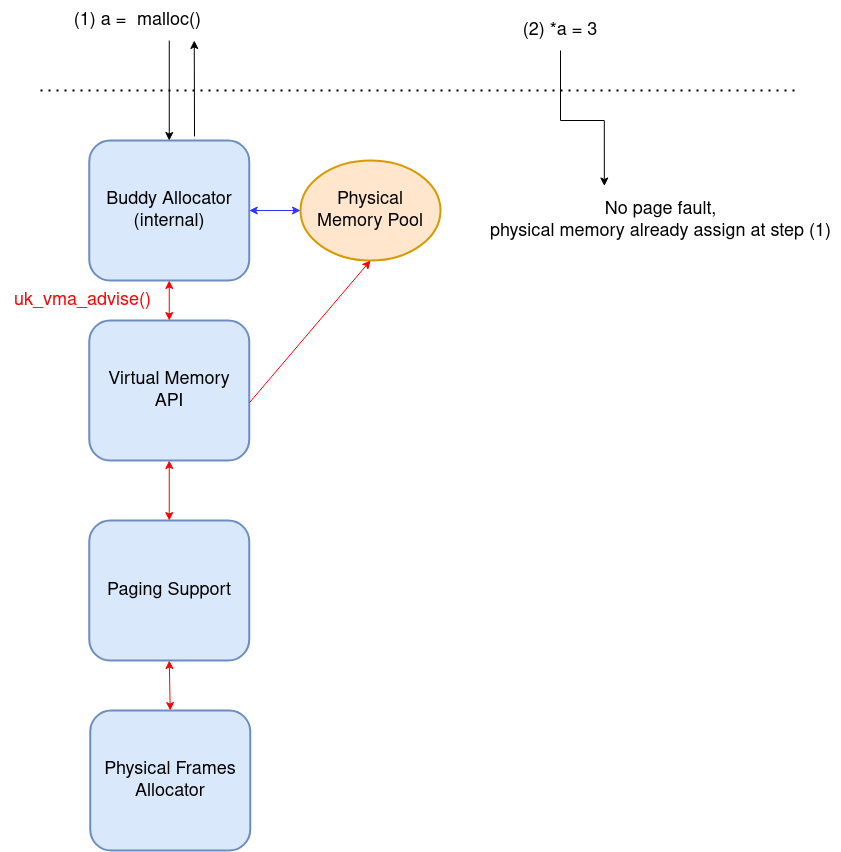 (1) a = malloc()
(2) *a = 3
Buddy Allocator
(internal)
Physical
Memory Pool
No page fault,
physical memory already assign at step (1)
uk_vma_advise()
Virtual Memory
API
Paging Support
Physical Frames
Allocator